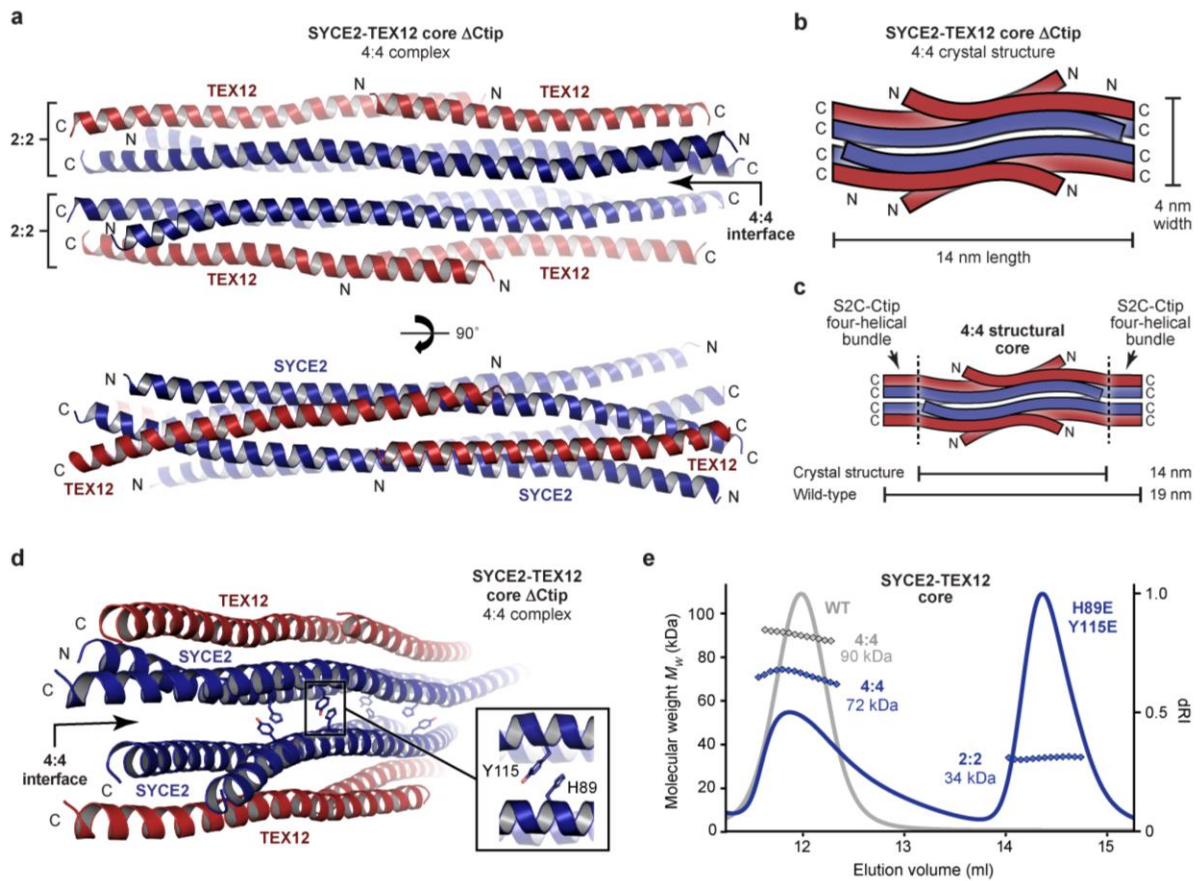 a
SYCE2-TEX12 core ΔCtip
4:4 complex
TEX12
N
N
TEX12
C
C
2:2
N
N
C
C
4:4
interface
C
C
2:2
N
C
C
TEX12
N
N
TEX12
90°
SYCE2
N
N
C
C
C
C
TEX12
N
N
SYCE2
TEX12
N
b
SYCE2-TEX12 core ΔCtip
4:4 crystal structure
N
N
N
C
C
C
C
C
C
C
C
N
N
N
4 nm
width
14 nm length
c
S2C-Ctip
four-helical
bundle
4:4 structural
core
S2C-Ctip
four-helical
bundle
N
N
C
C
C
C
C
C
C
C
N
N
Crystal structure
14 nm
Wild-type
19 nm
d
SYCE2-TEX12
core ΔCtip
4:4 complex
TEX12
C
N
SYCE2
C
4:4
interface
C
SYCE2
C
TEX12
Y115
H89
e
SYCE2-TEX12
core
WT
H89E
Y115E
4:4
90 kDa
4:4
72 kDa
2:2
34 kDa
Molecular weight Mw (kDa)
100
80
60
40
20
0
1.0
0.5
0
dRI
12
13
14
15
Elution volume (ml)